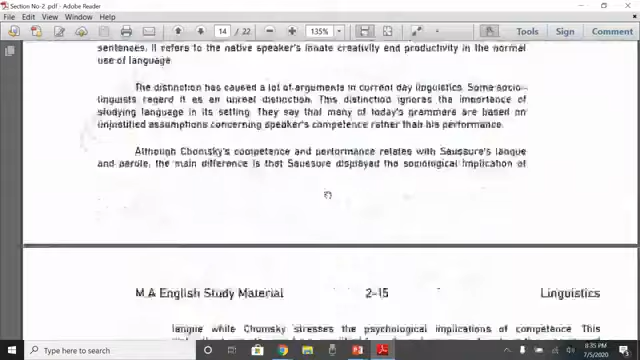 Section No-2 .pdf - Adobe Reader
File Edit View Window Help
14 / 22 135% Tools Sign Comment
sentences. It refers to the native speaker's innate creativity and productivity in the normal
use of language
The distinction has caused a lot of arguments in current day linguistics. Some socio-
linguists regard it as an unreal distinction. This distinction ignores the importance of
studying language in its setting. They say that many of today's grammars are based on
unjustified assumptions concerning speaker's competence rather than his performance.
Although Chomsky's competence and performance relates with Saussure's langue
and parole, the main difference is that Saussure displayed the sociological implication of
M.A English Study Material 2-15 Linguistics
langue while Chomsky stresses the psychological implications of competence This
Type here to search
6:35 PM
7/5/2020